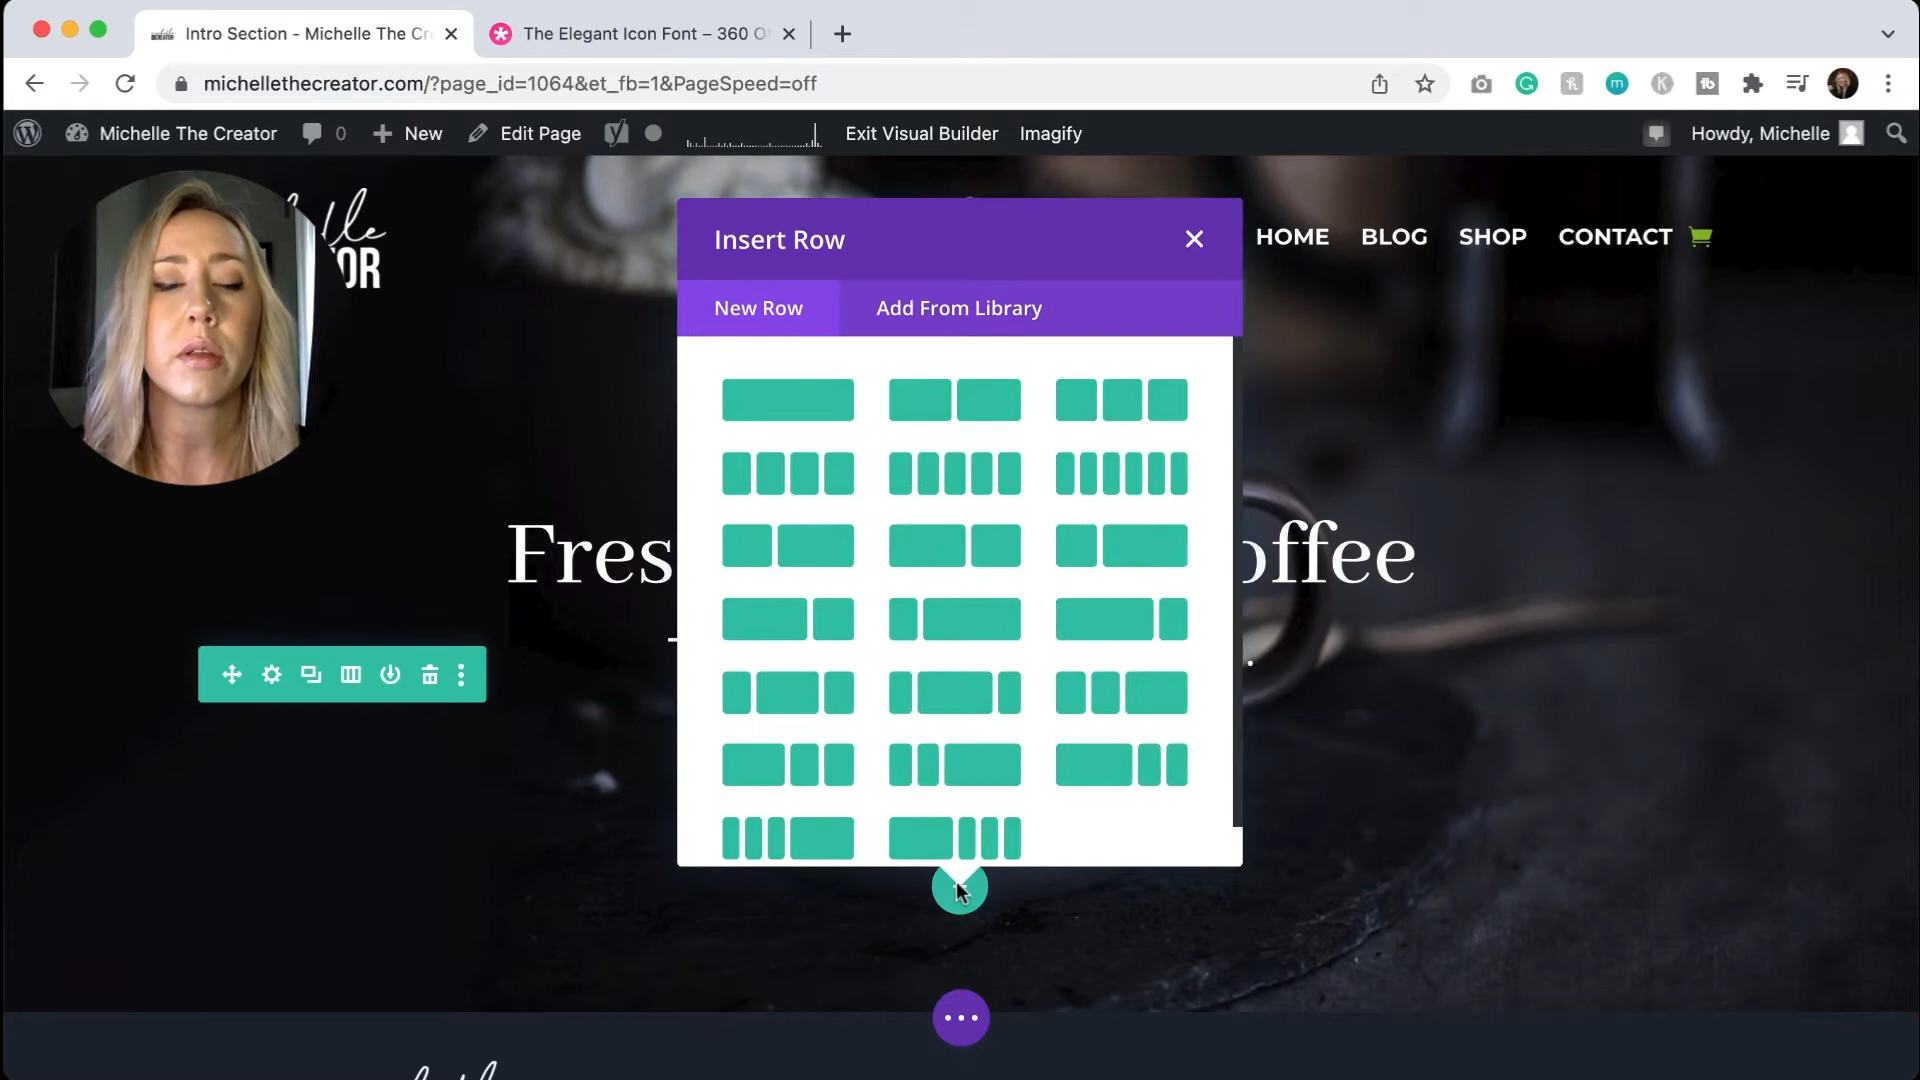 Intro Section - Michelle The Cr
The Elegant Icon Font – 360 O
michellethecreator.com/?page_id=1064&et_fb=1&PageSpeed=off
Michelle The Creator
0
New
Edit Page
Exit Visual Builder
Imagify
Howdy, Michelle
HOME
BLOG
SHOP
CONTACT
Insert Row
New Row
Add From Library
Fres
offee